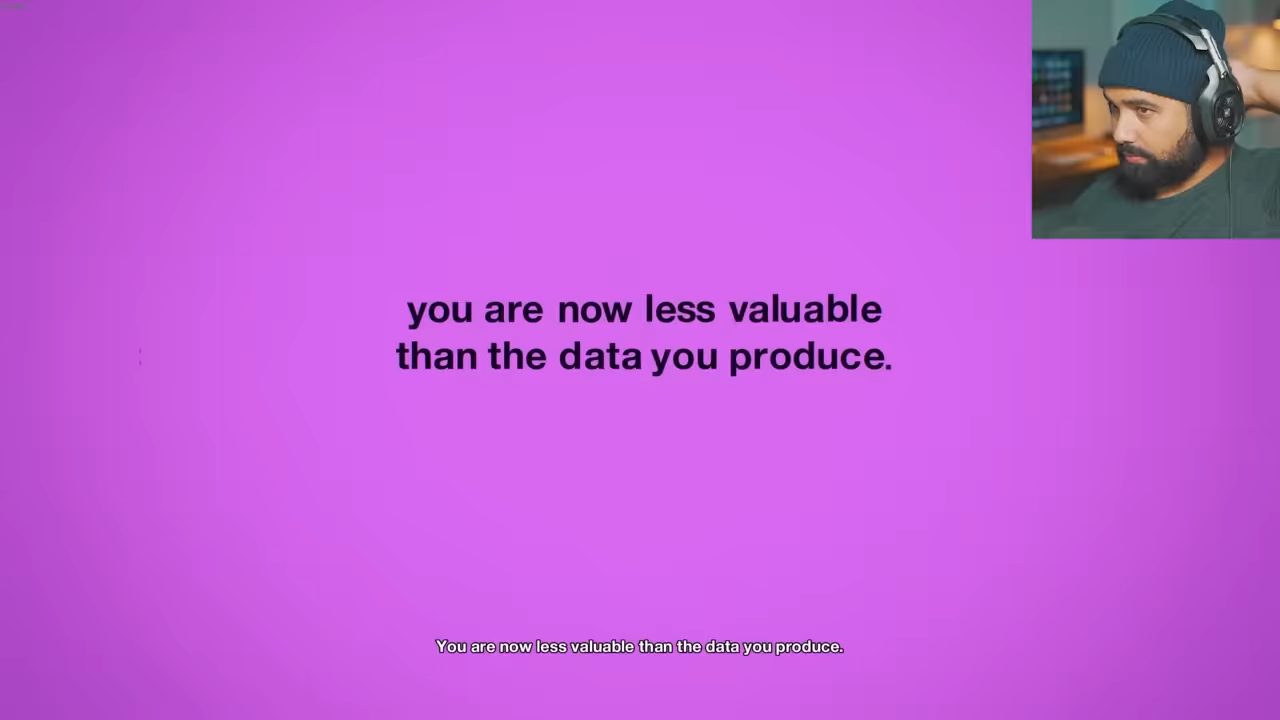 you are now less valuable
than the data you produce.
You are now less valuable than the data you produce.